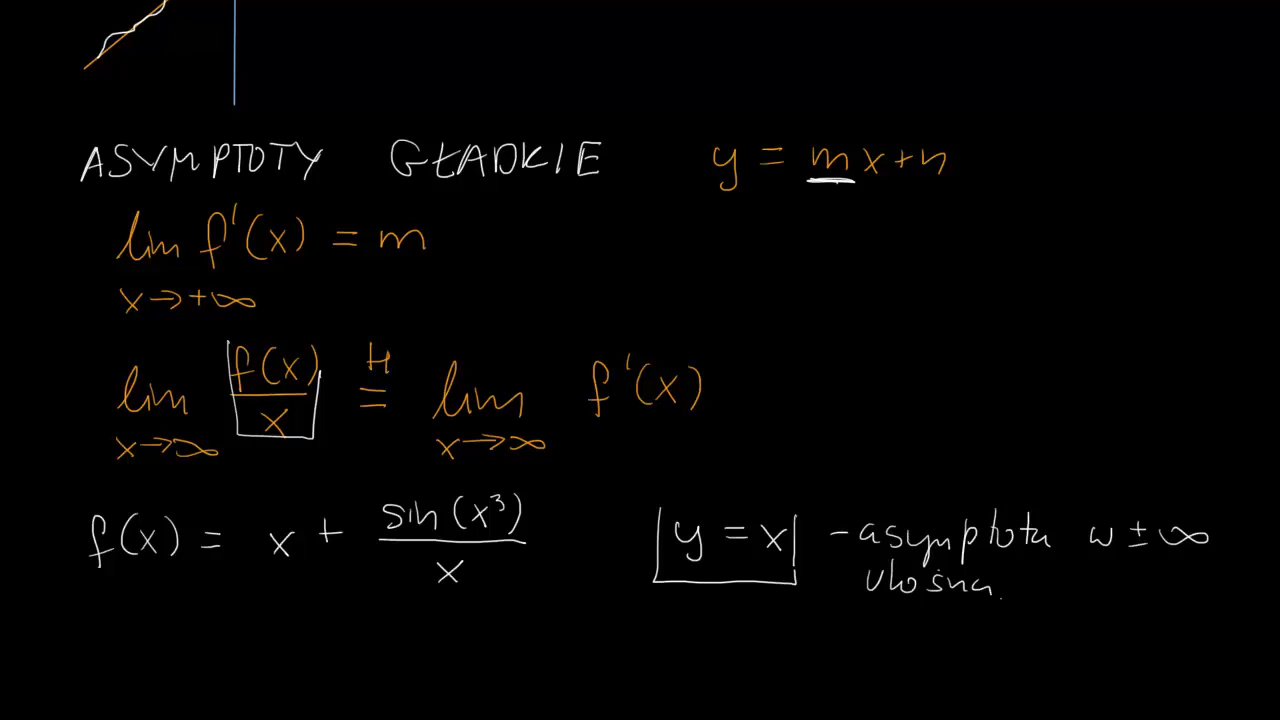 ASYMPTOTY GŁADKIE y = mx+n
lim f'(x) = m
x→+∞
lim f(x)/x H= lim f'(x)
x→∞ x→∞
f(x) = x + sin(x³)/x y = x - asymptota w ±∞
ukośna.